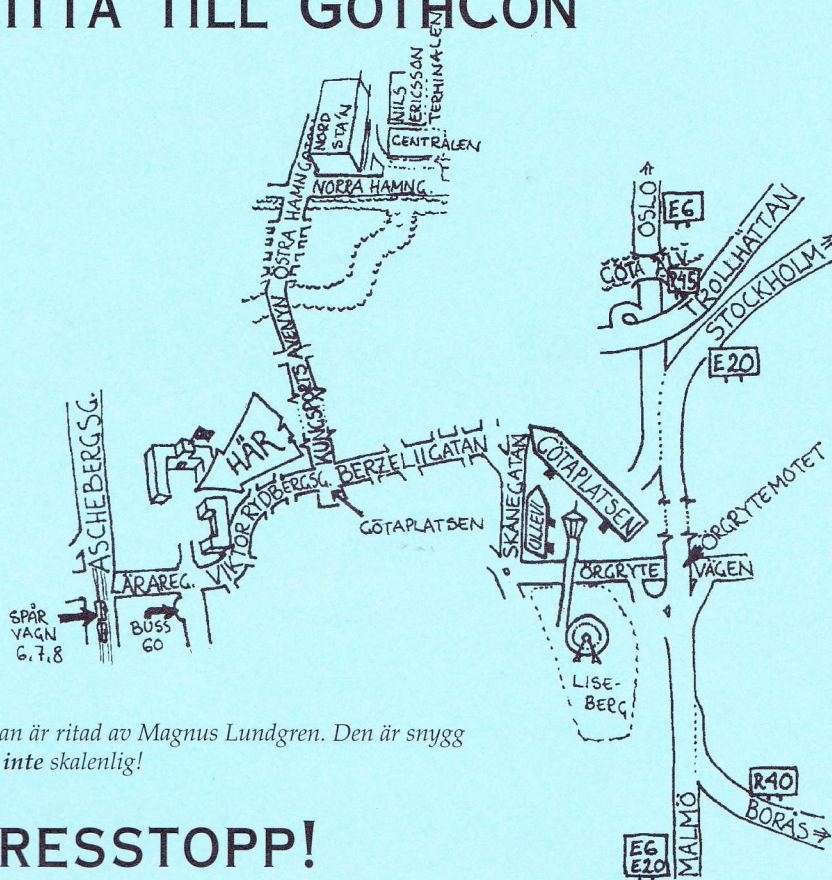 ITTA TILL GOTHCON
NILS
ERICSSON
TERMINALEN
NORD
STA'N
CENTRALEN
NORRA HAMNG.
ÖSTRA HAMNGATAN
KUNGSPORTSAVENYN
OSLO
E6
GÖTA ÄLV
R45
TROLLHÄTTAN
STOCKHOLM
E20
ASCHEBERGSG.
HÄR
VIKTOR RYDBERGSG.
BERZELIIGATAN
GÖTAPLATSEN
SKÅNEGATAN
GÖTAPLATSEN
ULLEVI
ÖRGRYTEMOTET
ÖRGRYTE
VÄGEN
LÄRAREG.
SPÅR
VAGN
6,7,8
BUSS
60
LISE-
BERG
an är ritad av Magnus Lundgren. Den är snygg
inte skalenlig!
R40
BORÅS
MALMÖ
E6
E20
RESSTOPP!